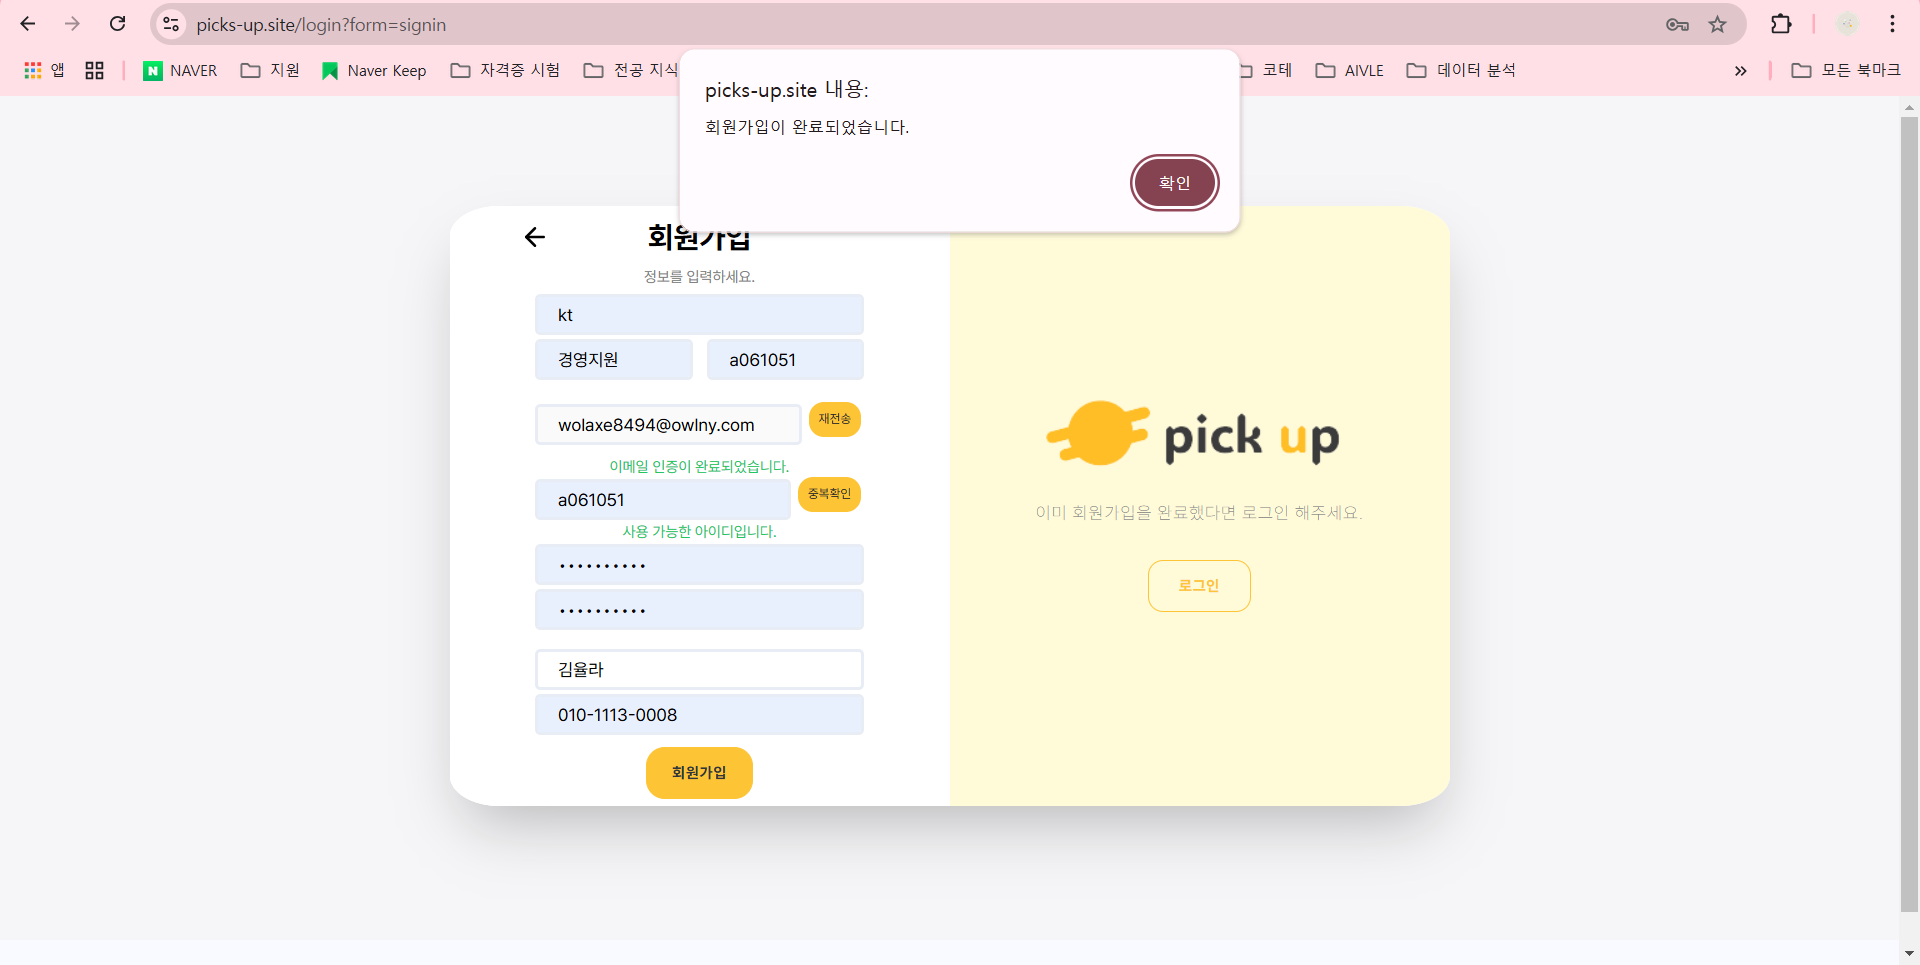 picks-up.site/login?form=signin
앱
NAVER
지원
Naver Keep
자격증 시험
전공 지식
코테
AIVLE
데이터 분석
모든 북마크
picks-up.site 내용:
회원가입이 완료되었습니다.
확인
회원가입
정보를 입력하세요.
kt
경영지원 a061051
wolaxe8494@owlny.com 재전송
이메일 인증이 완료되었습니다.
a061051 중복확인
사용 가능한 아이디입니다.
••••••••••
••••••••••
김율라
010-1113-0008
회원가입
pick up
이미 회원가입을 완료했다면 로그인 해주세요.
로그인